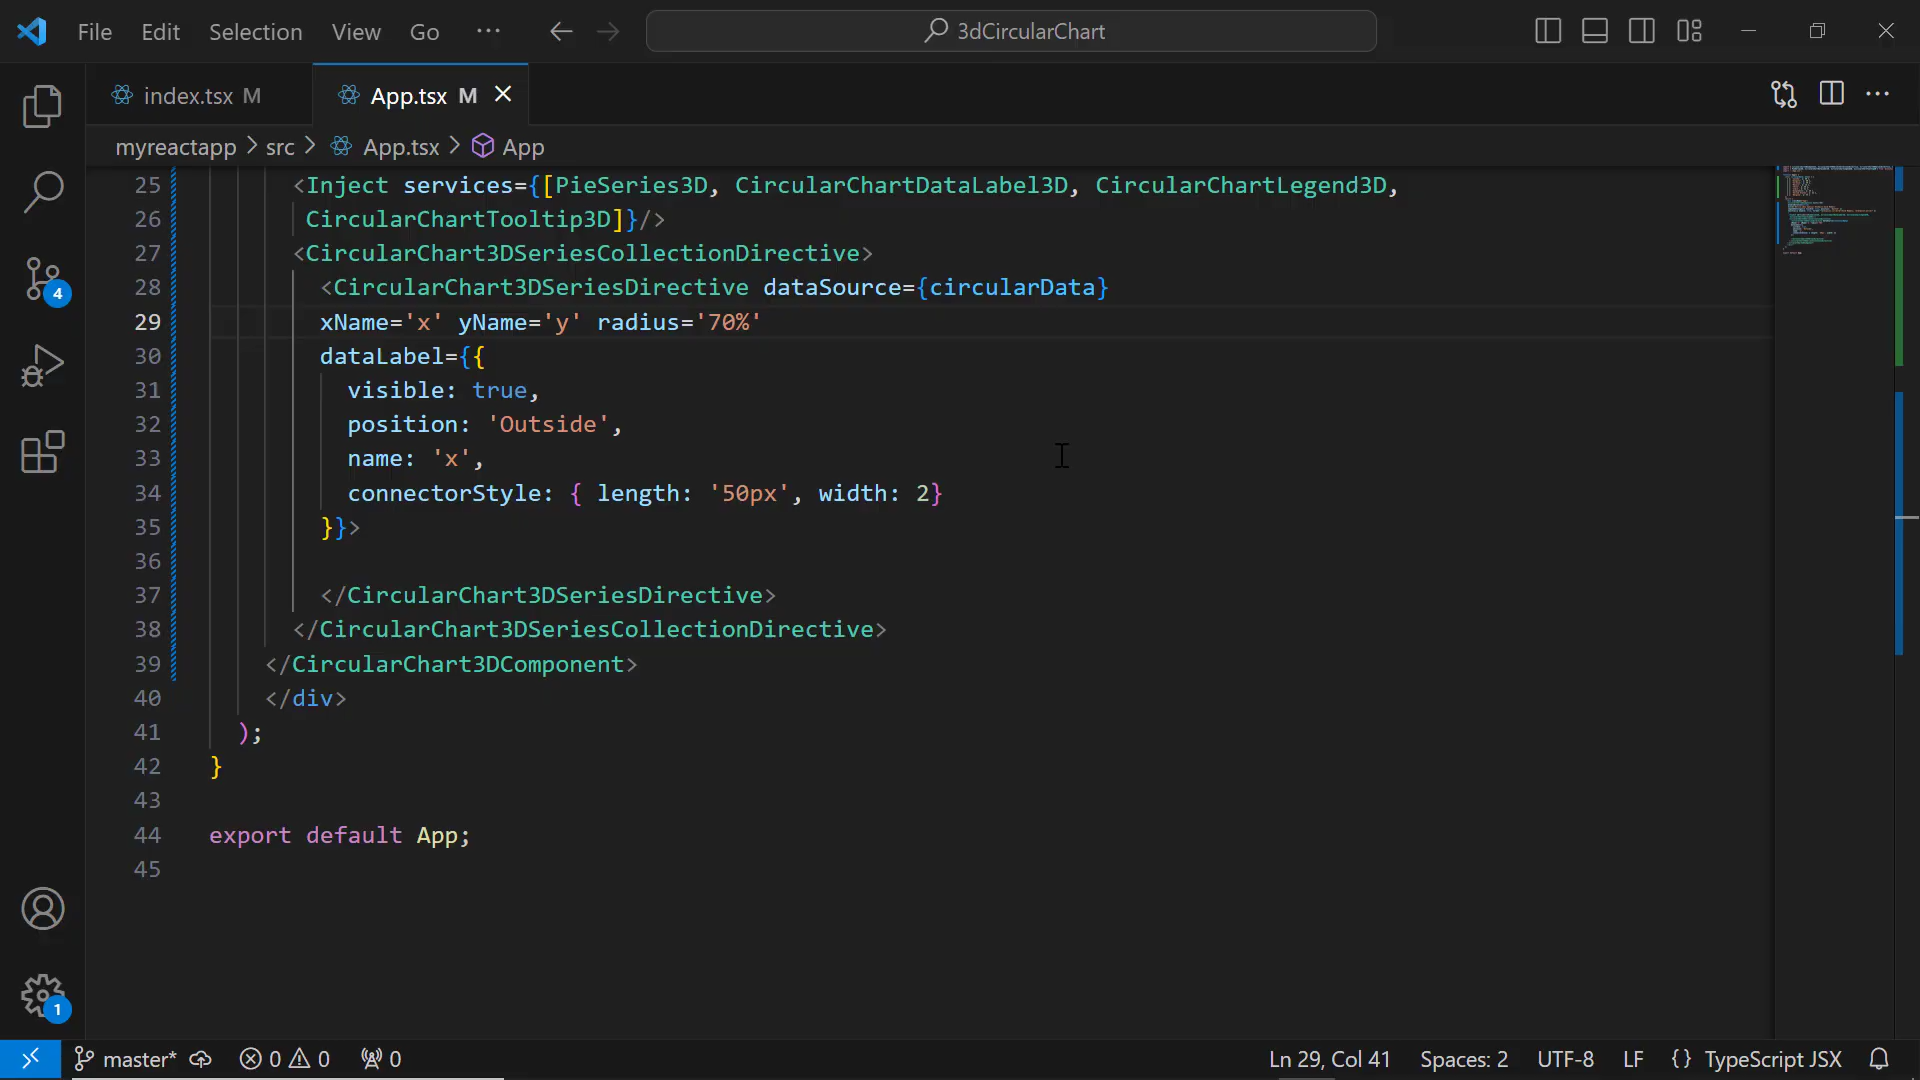 File Edit Selection View Go ··· 3dCircularChart
index.tsx M App.tsx M
myreactapp > src > App.tsx > App
25 <Inject services={[PieSeries3D, CircularChartDataLabel3D, CircularChartLegend3D,
26 CircularChartTooltip3D]}/>
27 <CircularChart3DSeriesCollectionDirective>
28 <CircularChart3DSeriesDirective dataSource={circularData}
29 xName='x' yName='y' radius='70%'
30 dataLabel={{
31 visible: true,
32 position: 'Outside',
33 name: 'x',
34 connectorStyle: { length: '50px', width: 2}
35 }}>
36
37 </CircularChart3DSeriesDirective>
38 </CircularChart3DSeriesCollectionDirective>
39 </CircularChart3DComponent>
40 </div>
41 );
42 }
43
44 export default App;
45
4
1
master* 0 0 0 Ln 29, Col 41 Spaces: 2 UTF-8 LF {} TypeScript JSX